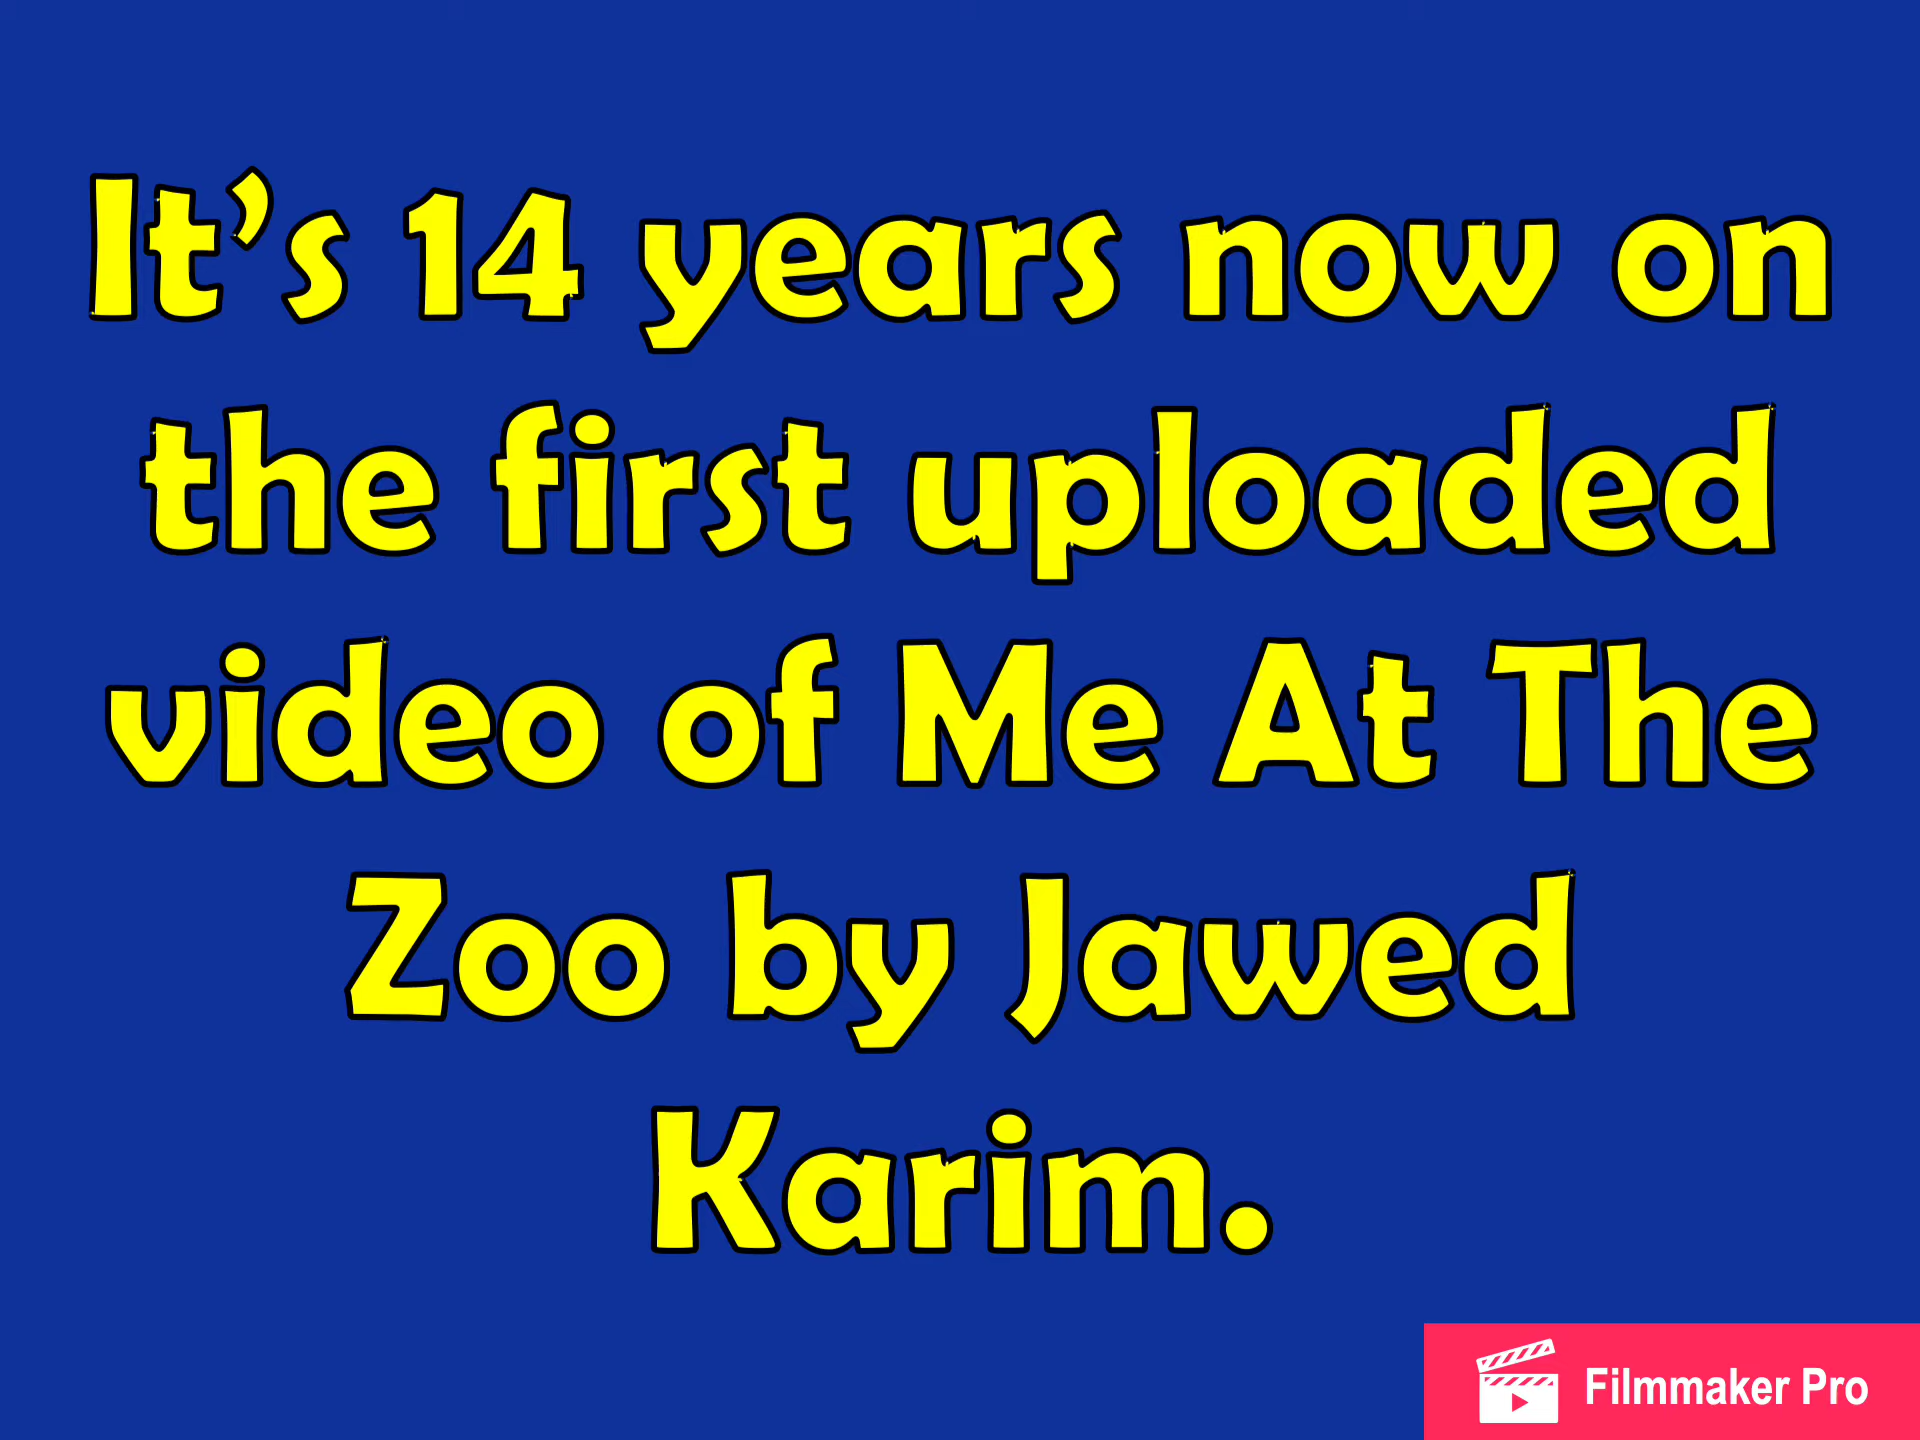 It’s 14 years now on
the first uploaded
video of Me At The
Zoo by Jawed
Karim.
Filmmaker Pro